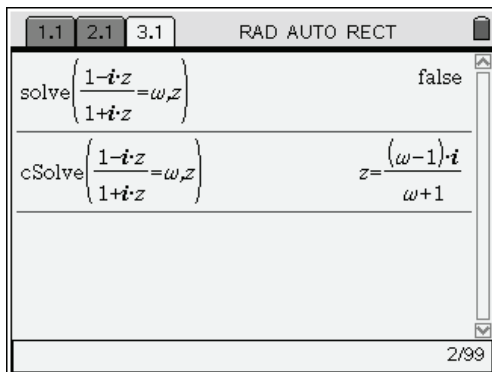 1.1 2.1 3.1 RAD AUTO RECT
solve((1-i·z)/(1+i·z)=ω,z) false
cSolve((1-i·z)/(1+i·z)=ω,z) z=((ω-1)·i)/(ω+1)
2/99